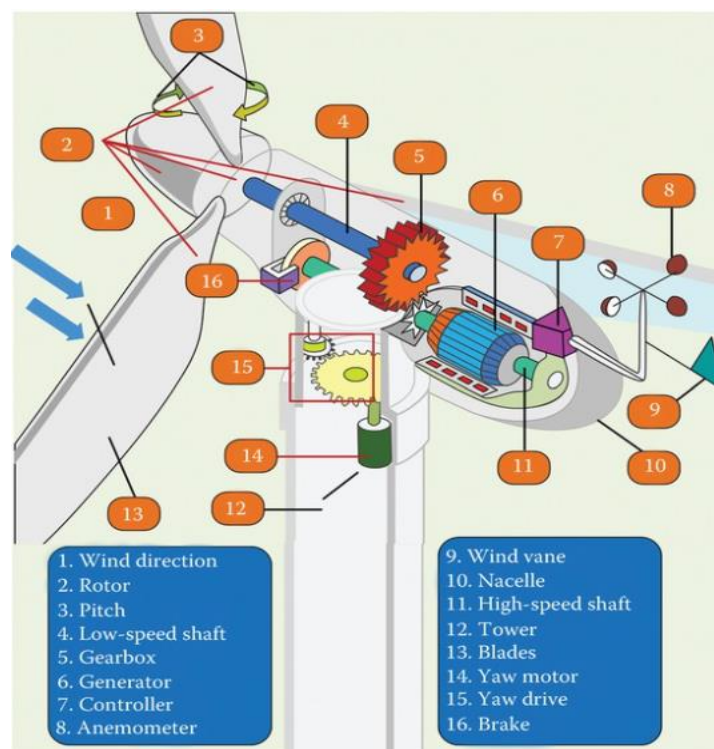 3
4
2
5
6
8
1
7
16
15
9
14
11
10
12
13
1. Wind direction
2. Rotor
3. Pitch
4. Low-speed shaft
5. Gearbox
6. Generator
7. Controller
8. Anemometer
9. Wind vane
10. Nacelle
11. High-speed shaft
12. Tower
13. Blades
14. Yaw motor
15. Yaw drive
16. Brake